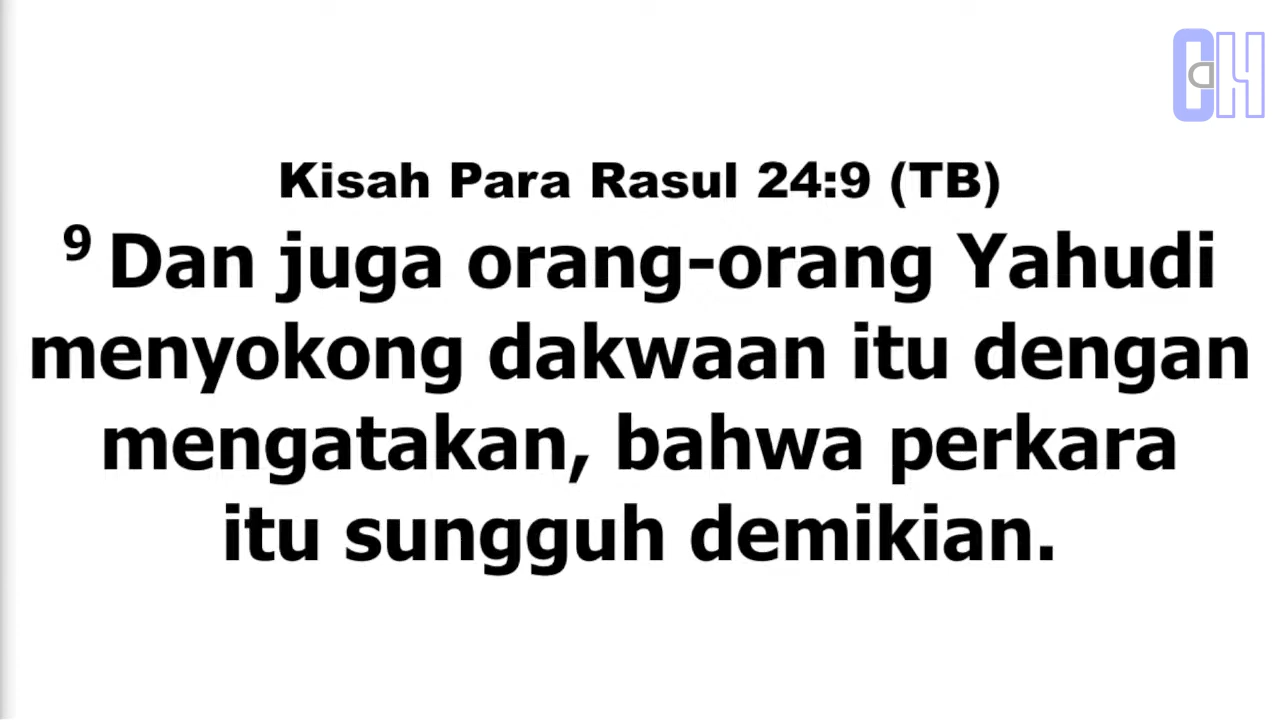 Kisah Para Rasul 24:9 (TB)
9 Dan juga orang-orang Yahudi
menyokong dakwaan itu dengan
mengatakan, bahwa perkara
itu sungguh demikian.